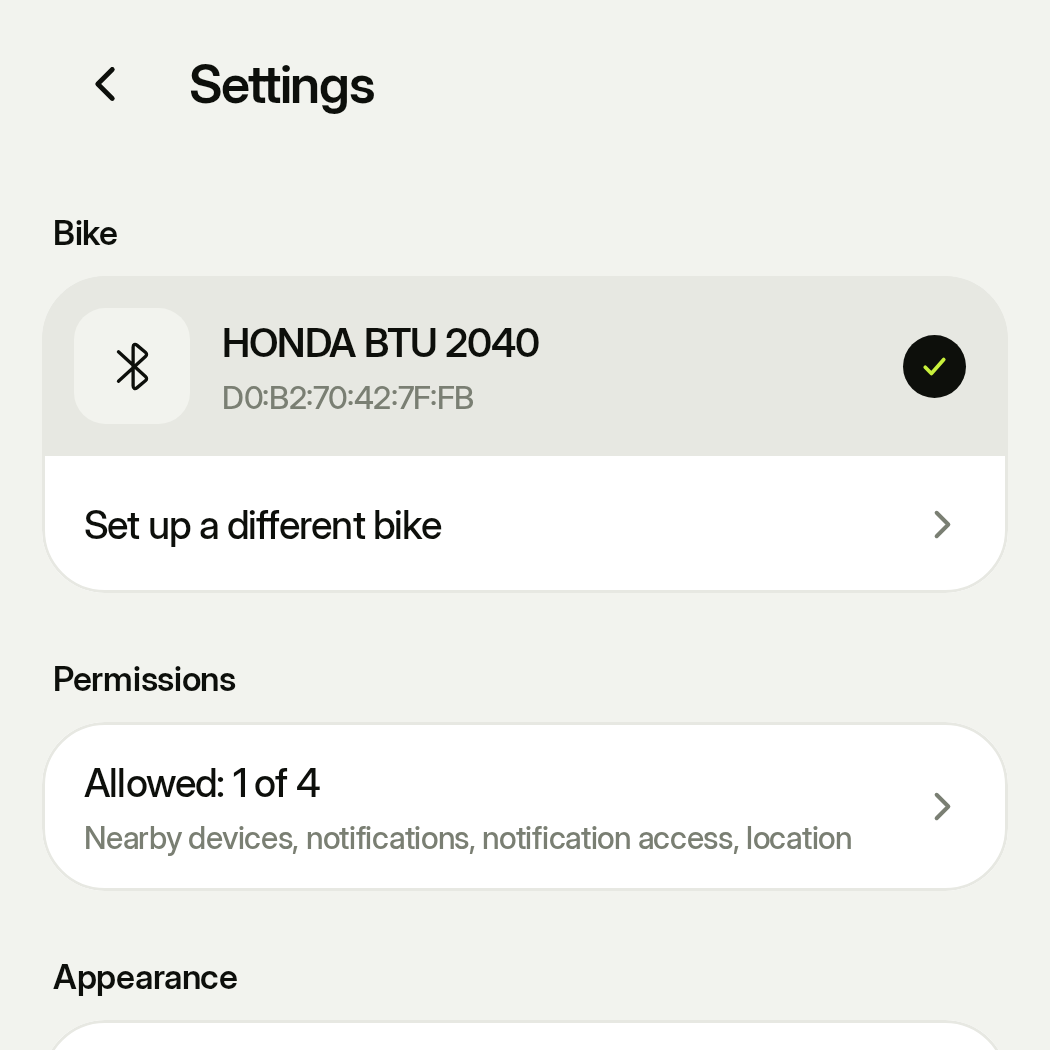 Settings
Bike
HONDA BTU 2040
D0:B2:70:42:7F:FB
Set up a different bike
Permissions
Allowed: 1 of 4
Nearby devices, notifications, notification access, location
Appearance